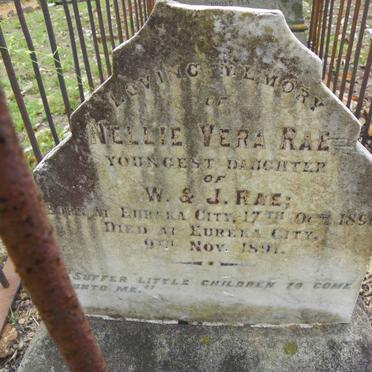 LOVING MEMORY
OF
NELLIE VERA RAE
YOUNGEST DAUGHTER
OF
W. & J. RAE;
BORN AT EUREKA CITY, 17TH OCT. 189
DIED AT EUREKA CITY,
9TH NOV. 1891.
"SUFFER LITTLE CHILDREN TO COME
UNTO ME."